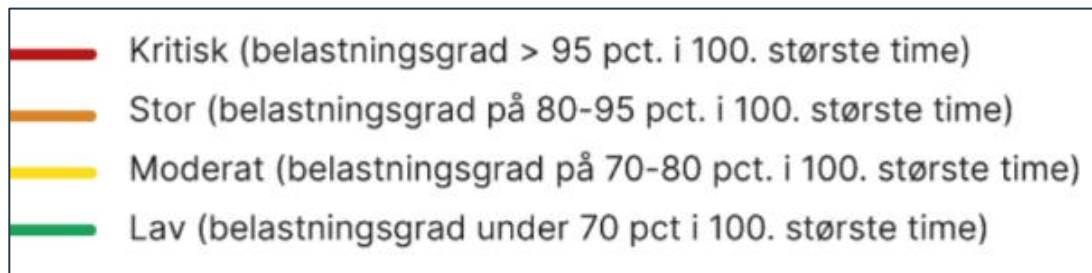 Kritisk (belastningsgrad > 95 pct. i 100. største time)
Stor (belastningsgrad på 80-95 pct. i 100. største time)
Moderat (belastningsgrad på 70-80 pct. i 100. største time)
Lav (belastningsgrad under 70 pct i 100. største time)